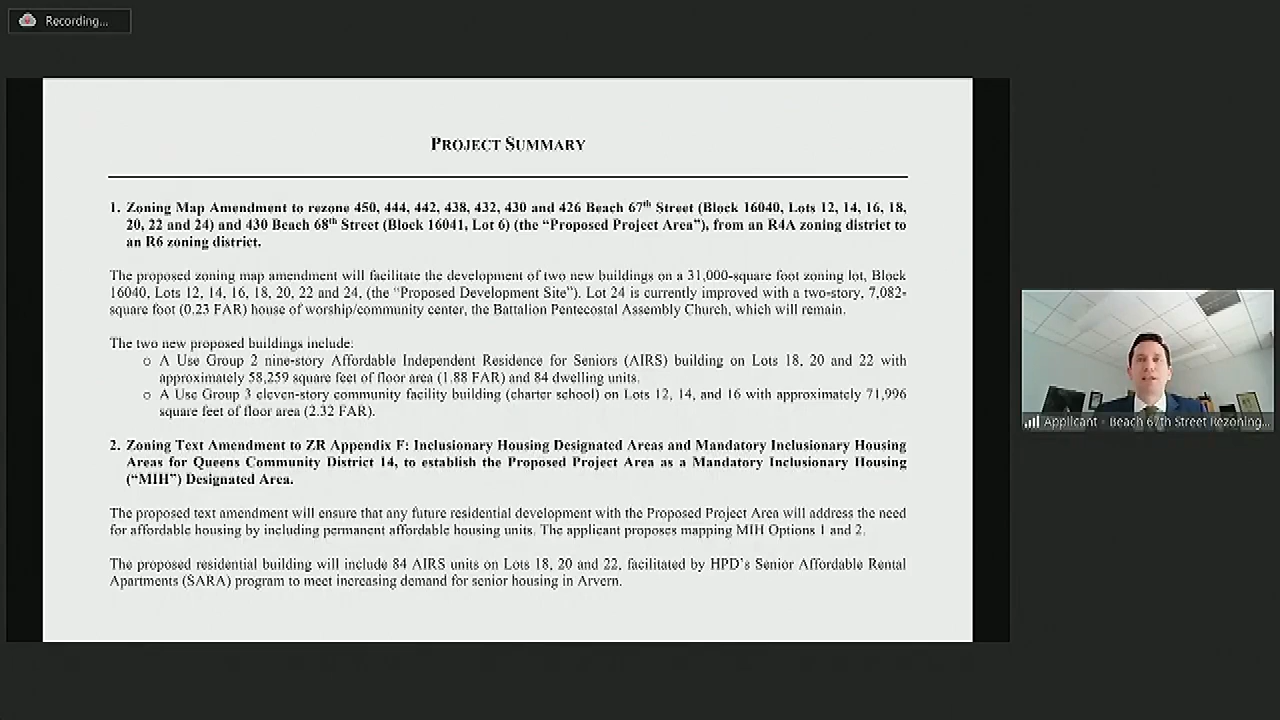 Recording...
PROJECT SUMMARY
1. Zoning Map Amendment to rezone 450, 444, 442, 438, 432, 430 and 426 Beach 67th Street (Block 16040, Lots 12, 14, 16, 18,
20, 22 and 24) and 430 Beach 68th Street (Block 16041, Lot 6) (the “Proposed Project Area”), from an R4A zoning district to
an R6 zoning district.
The proposed zoning map amendment will facilitate the development of two new buildings on a 31,000-square foot zoning lot, Block
16040, Lots 12, 14, 16, 18, 20, 22 and 24, (the “Proposed Development Site”). Lot 24 is currently improved with a two-story, 7,082-
square foot (0.23 FAR) house of worship/community center, the Battalion Pentecostal Assembly Church, which will remain.
The two new proposed buildings include:
o A Use Group 2 nine-story Affordable Independent Residence for Seniors (AIRS) building on Lots 18, 20 and 22 with
approximately 58,259 square feet of floor area (1.88 FAR) and 84 dwelling units.
o A Use Group 3 eleven-story community facility building (charter school) on Lots 12, 14, and 16 with approximately 71,996
square feet of floor area (2.32 FAR).
2. Zoning Text Amendment to ZR Appendix F: Inclusionary Housing Designated Areas and Mandatory Inclusionary Housing
Areas for Queens Community District 14, to establish the Proposed Project Area as a Mandatory Inclusionary Housing
(“MIH”) Designated Area.
The proposed text amendment will ensure that any future residential development with the Proposed Project Area will address the need
for affordable housing by including permanent affordable housing units. The applicant proposes mapping MIH Options 1 and 2.
The proposed residential building will include 84 AIRS units on Lots 18, 20 and 22, facilitated by HPD’s Senior Affordable Rental
Apartments (SARA) program to meet increasing demand for senior housing in Arvern.
Applicant - Beach 67th Street Rezoning...